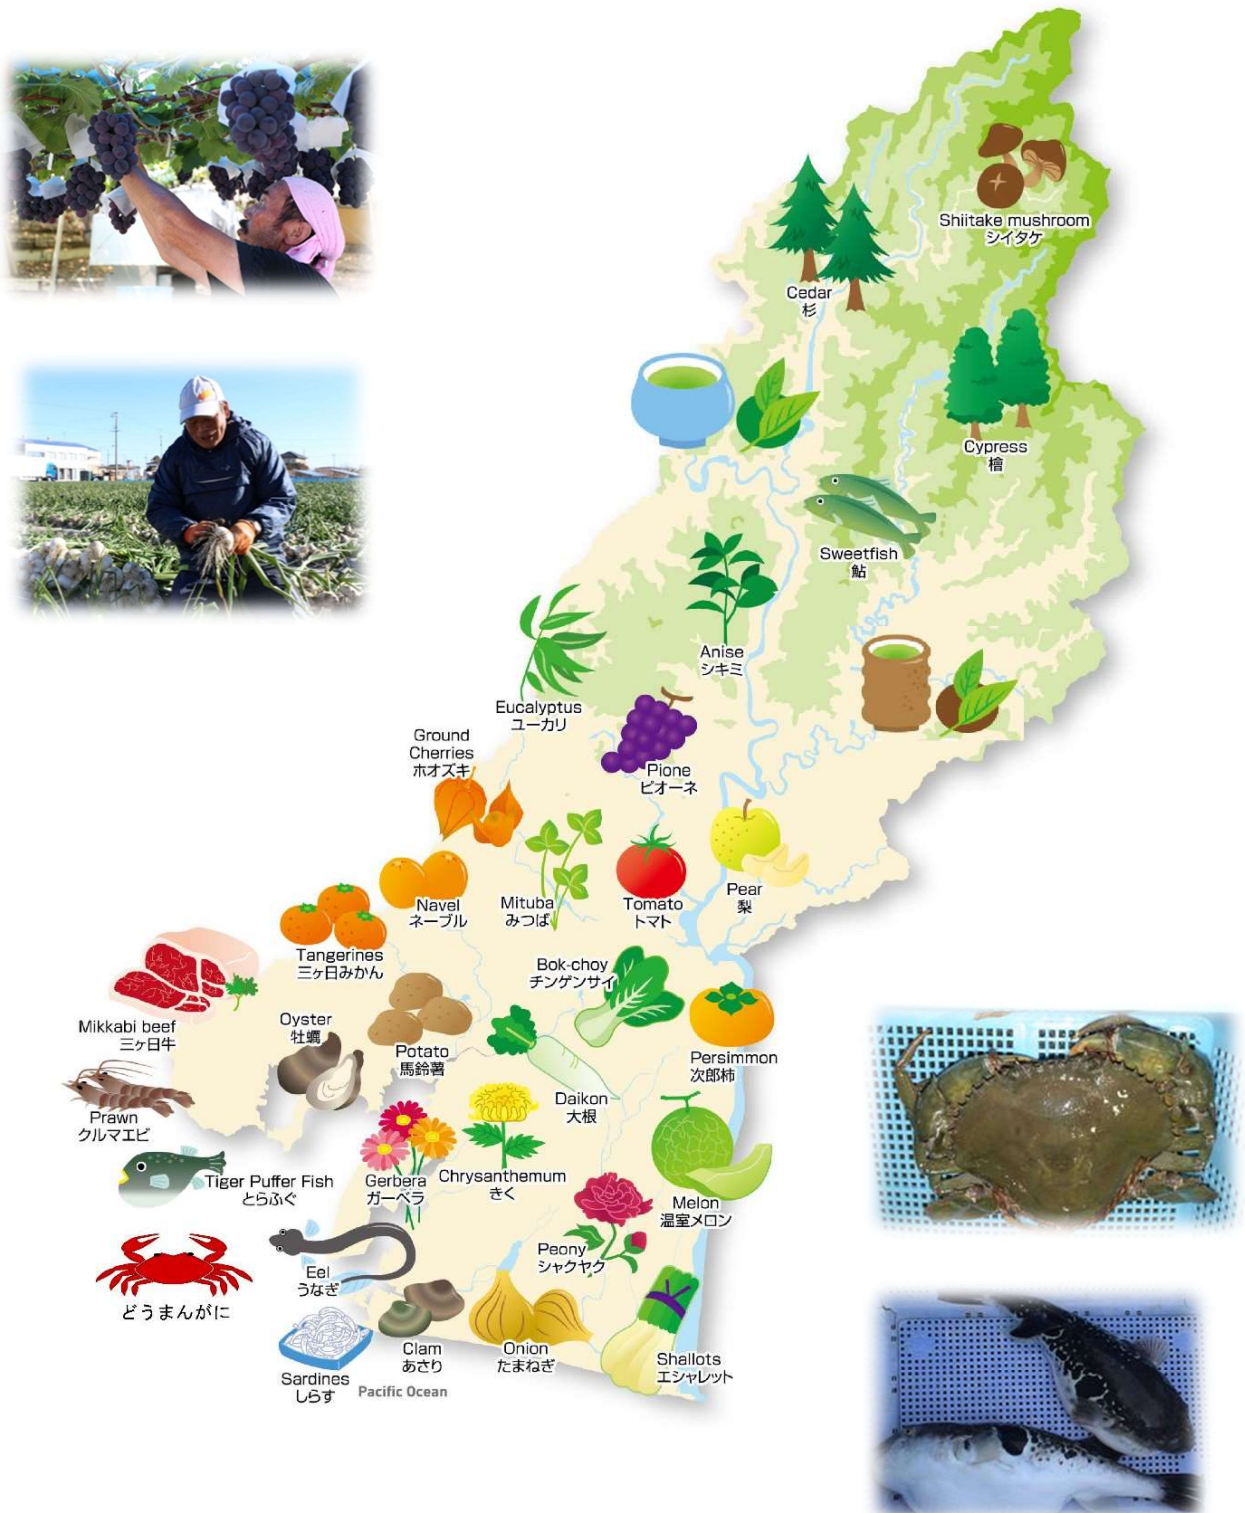 Shiitake mushroom
シイタケ
Cedar
杉
Cypress
檜
Sweetfish
鮎
Anise
シキミ
Eucalyptus
ユーカリ
Ground
Cherries
ホオズキ
Pione
ピオーネ
Pear
梨
Navel
ネーブル
Mituba
みつば
Tomato
トマト
Tangerines
三ヶ日みかん
Bok-choy
チンゲンサイ
Mikkabi beef
三ヶ日牛
Oyster
牡蠣
Potato
馬鈴薯
Persimmon
次郎柿
Daikon
大根
Prawn
クルマエビ
Tiger Puffer Fish
とらふぐ
Gerbera
ガーベラ
Chrysanthemum
きく
Melon
温室メロン
Peony
シャクヤク
Eel
うなぎ
どうまんがに
Clam
あさり
Onion
たまねぎ
Shallots
エシャレット
Sardines
しらす
Pacific Ocean